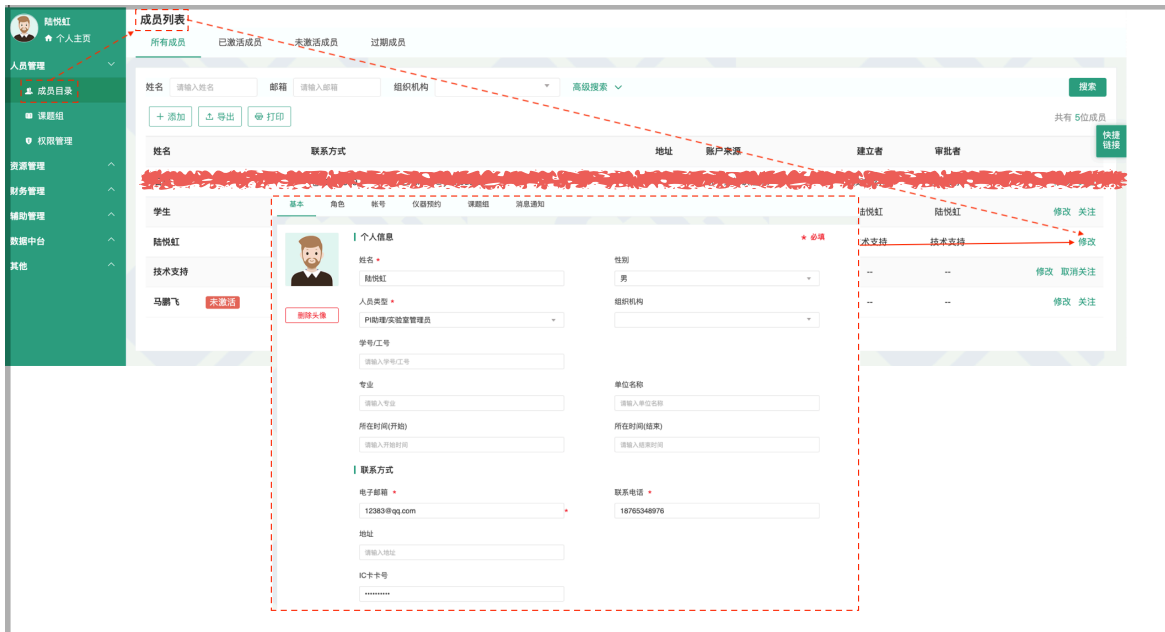 陆悦虹
个人主页
人员管理
成员目录
课题组
权限管理
资源管理
财务管理
辅助管理
数据中台
其他
成员列表
所有成员 已激活成员 未激活成员 过期成员
姓名 请输入姓名 邮箱 请输入邮箱 组织机构 高级搜索 搜索
+ 添加 导出 打印 共有 5位成员
快捷
链接
姓名 联系方式 地址 账户来源 建立者 审批者
学生 陆悦虹 修改 关注
陆悦虹 技术支持 修改
技术支持 -- -- 修改 取消关注
马鹏飞 未激活 -- -- 修改 关注
基本 角色 帐号 仪器预约 课题组 消息通知
个人信息 * 必填
删除头像
姓名 * 性别
陆悦虹 男
人员类型 * 组织机构
PI助理/实验室管理员
学号/工号
请输入学号/工号
专业 单位名称
请输入专业 请输入单位名称
所在时间(开始) 所在时间(结束)
请输入开始时间 请输入结束时间
联系方式
电子邮箱 * 联系电话 *
12383@qq.com * 18765348976
地址
请输入地址
IC卡卡号
••••••••••